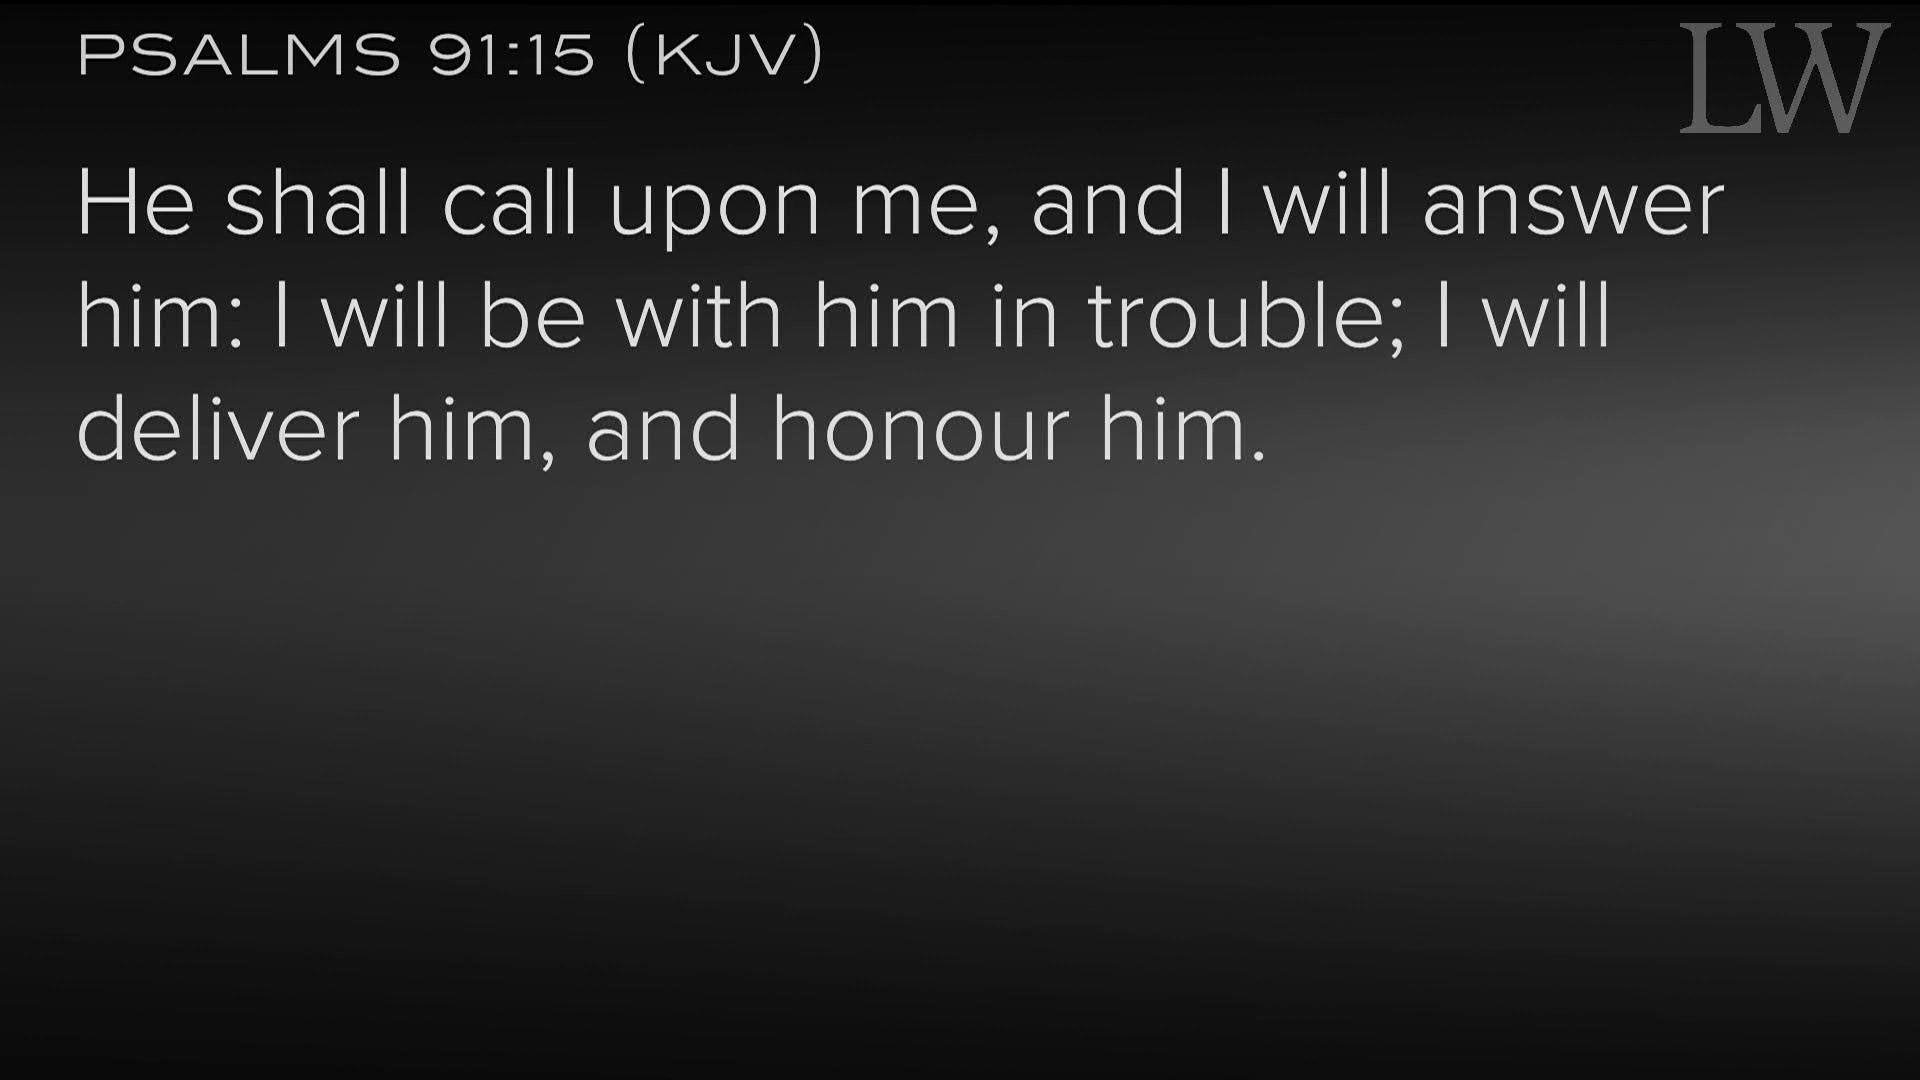 PSALMS 91:15 (KJV)
LW
He shall call upon me, and I will answer
him: I will be with him in trouble; I will
deliver him, and honour him.